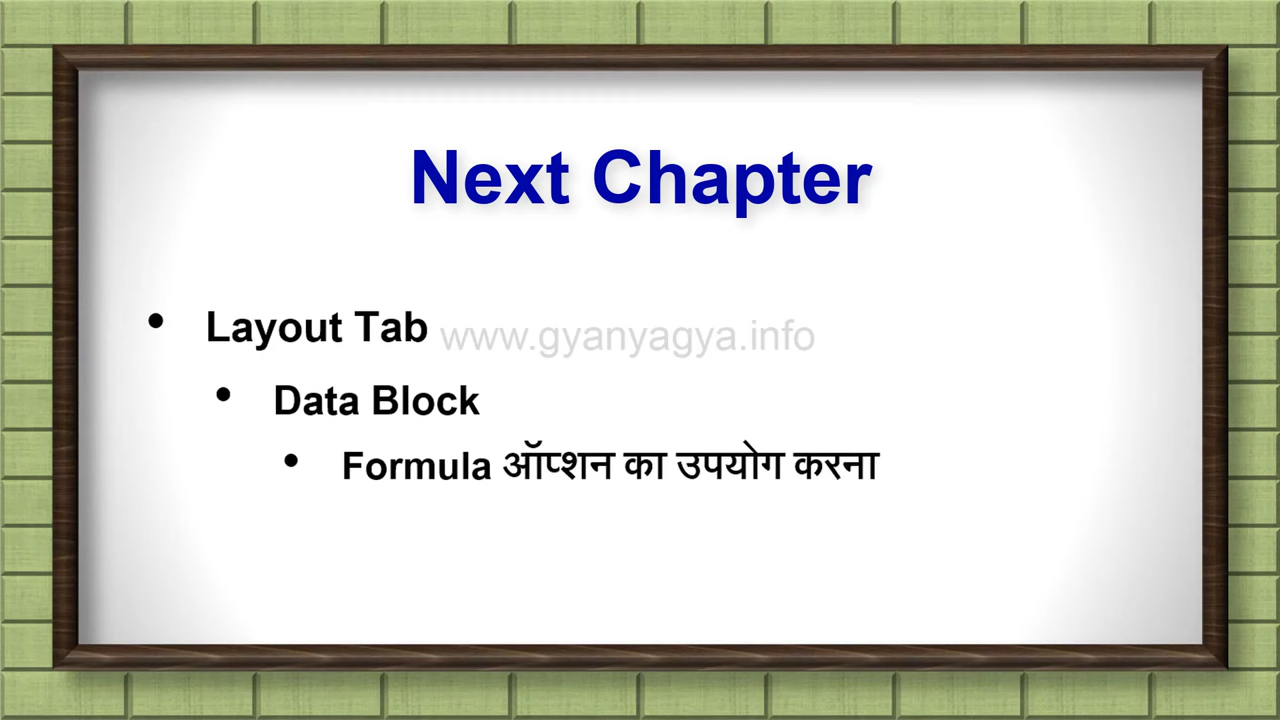 Next Chapter
• Layout Tab
www.gyanyagya.info
• Data Block
• Formula ऑप्शन का उपयोग करना